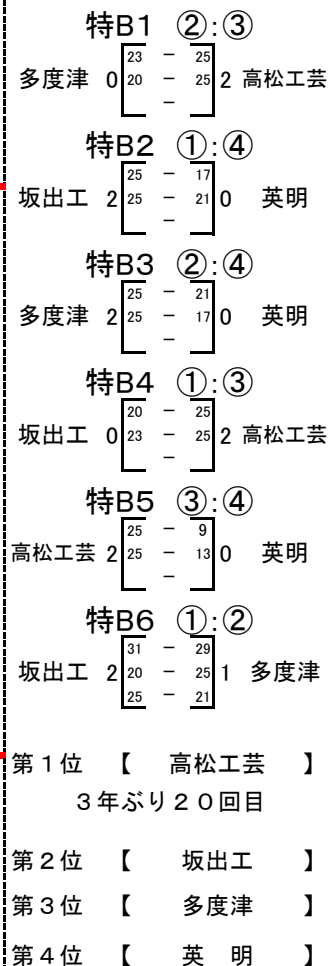 特B1 ②:③
23 － 25
多度津 0 20 － 25 2 高松工芸
－
特B2 ①:④
25 － 17
坂出工 2 25 － 21 0 英明
－
特B3 ②:④
25 － 21
多度津 2 25 － 17 0 英明
－
特B4 ①:③
20 － 25
坂出工 0 23 － 25 2 高松工芸
－
特B5 ③:④
25 － 9
高松工芸 2 25 － 13 0 英明
－
特B6 ①:②
31 － 29
坂出工 2 20 － 25 1 多度津
25 － 21
第１位 【 高松工芸 】
３年ぶり２０回目
第２位 【 坂出工 】
第３位 【 多度津 】
第４位 【 英 明 】